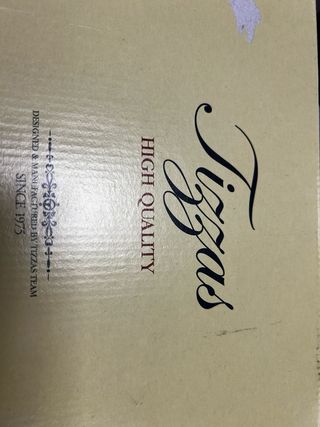 Tizzas
HIGH QUALITY
DESIGNED & MANUFACTURED BY TIZZAS TEAM
SINCE 1975